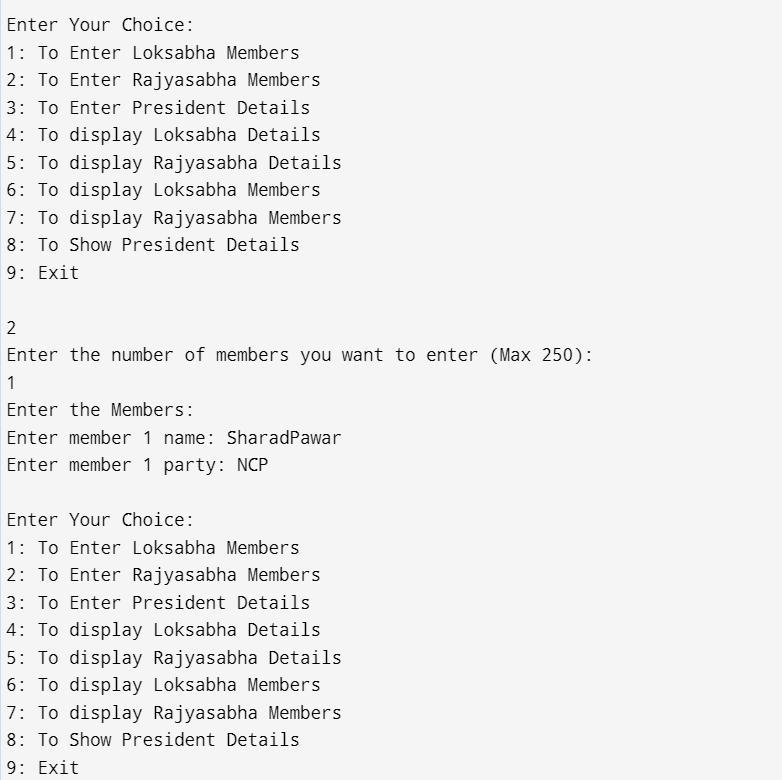 Enter Your Choice:
1: To Enter Loksabha Members
2: To Enter Rajyasabha Members
3: To Enter President Details
4: To display Loksabha Details
5: To display Rajyasabha Details
6: To display Loksabha Members
7: To display Rajyasabha Members
8: To Show President Details
9: Exit
2
Enter the number of members you want to enter (Max 250):
1
Enter the Members:
Enter member 1 name: SharadPawar
Enter member 1 party: NCP
Enter Your Choice:
1: To Enter Loksabha Members
2: To Enter Rajyasabha Members
3: To Enter President Details
4: To display Loksabha Details
5: To display Rajyasabha Details
6: To display Loksabha Members
7: To display Rajyasabha Members
8: To Show President Details
9: Exit